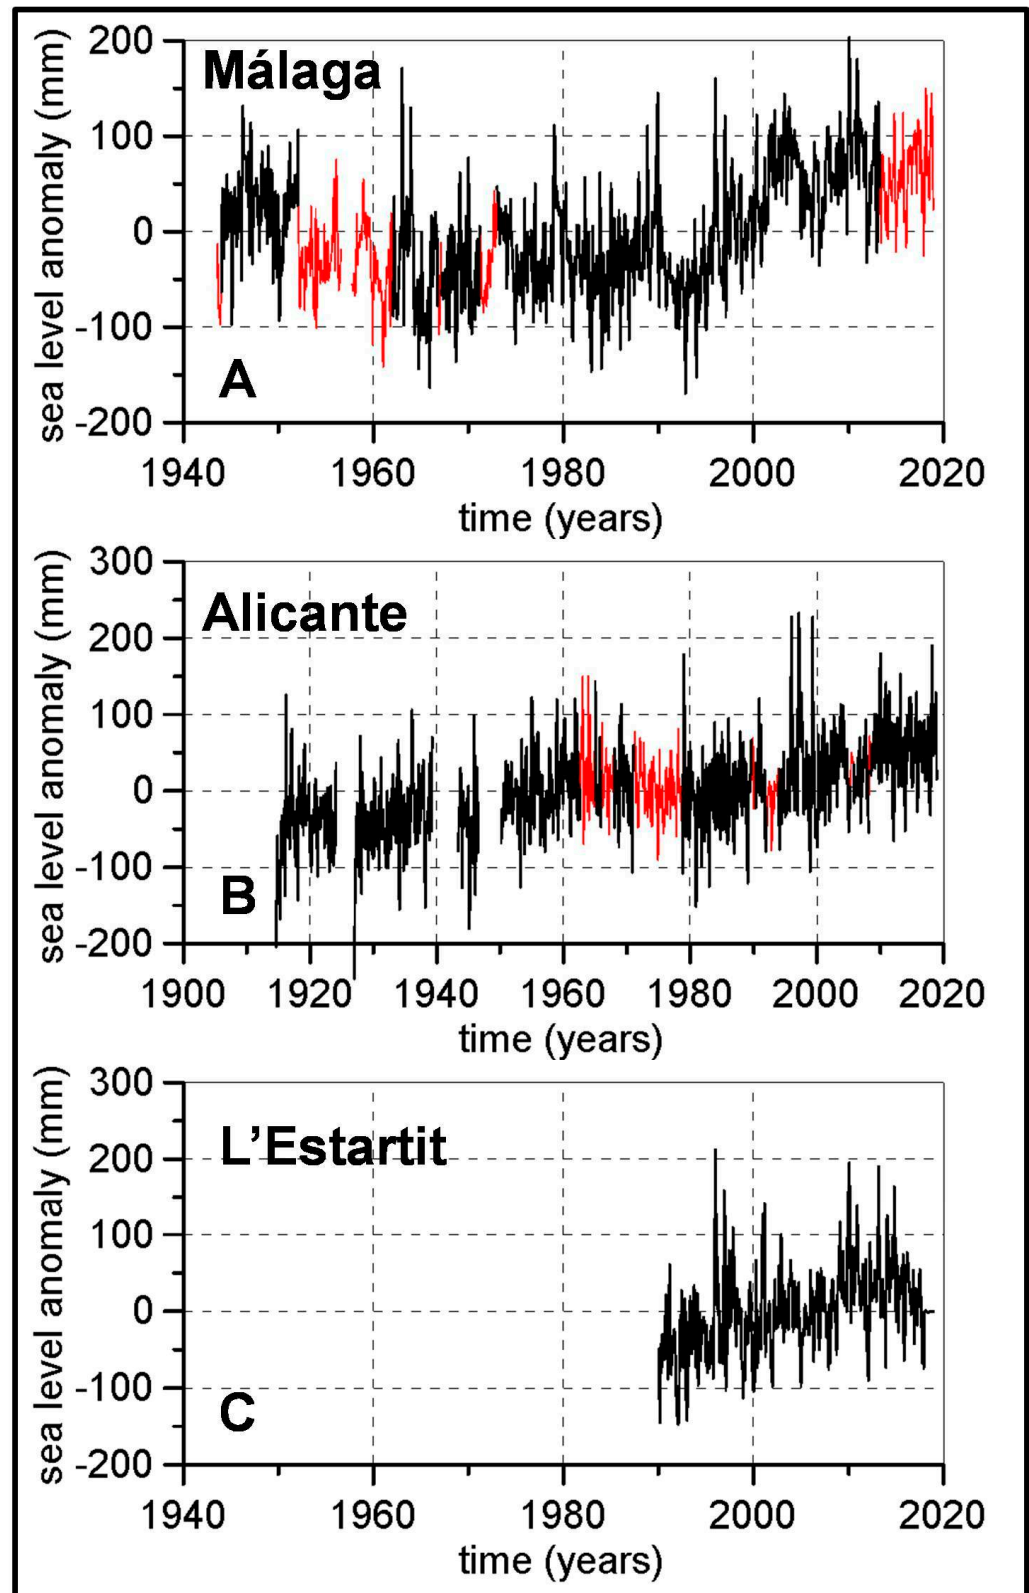 sea level anomaly (mm)
200
100
0
-100
-200
Málaga
A
1940 1960 1980 2000 2020
time (years)
sea level anomaly (mm)
300
200
100
0
-100
-200
Alicante
B
1900 1920 1940 1960 1980 2000 2020
time (years)
sea level anomaly (mm)
300
200
100
0
-100
-200
L’Estartit
C
1940 1960 1980 2000 2020
time (years)